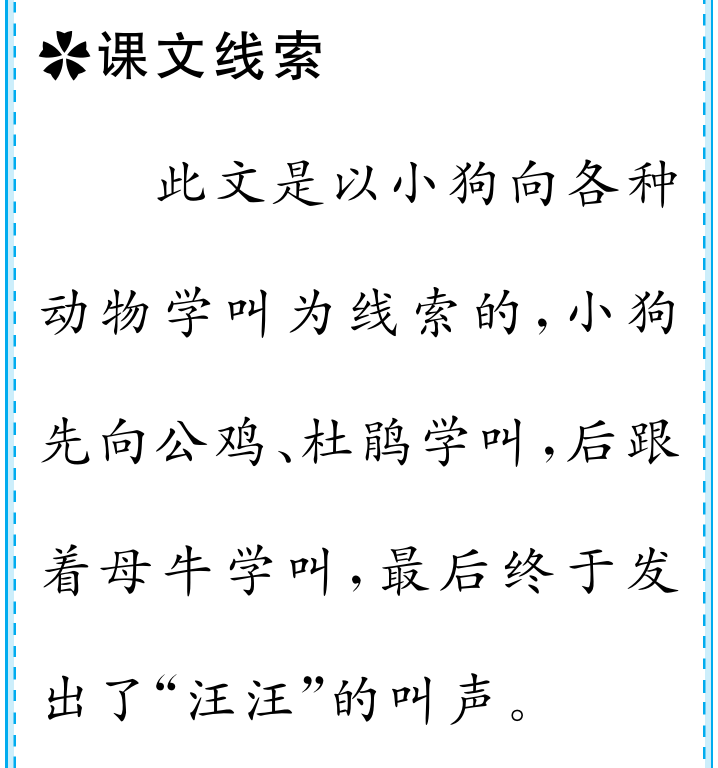 课文线索
此文是以小狗向各种
动物学叫为线索的,小狗
先向公鸡、杜鹃学叫,后跟
着母牛学叫,最后终于发
出了“汪汪”的叫声。